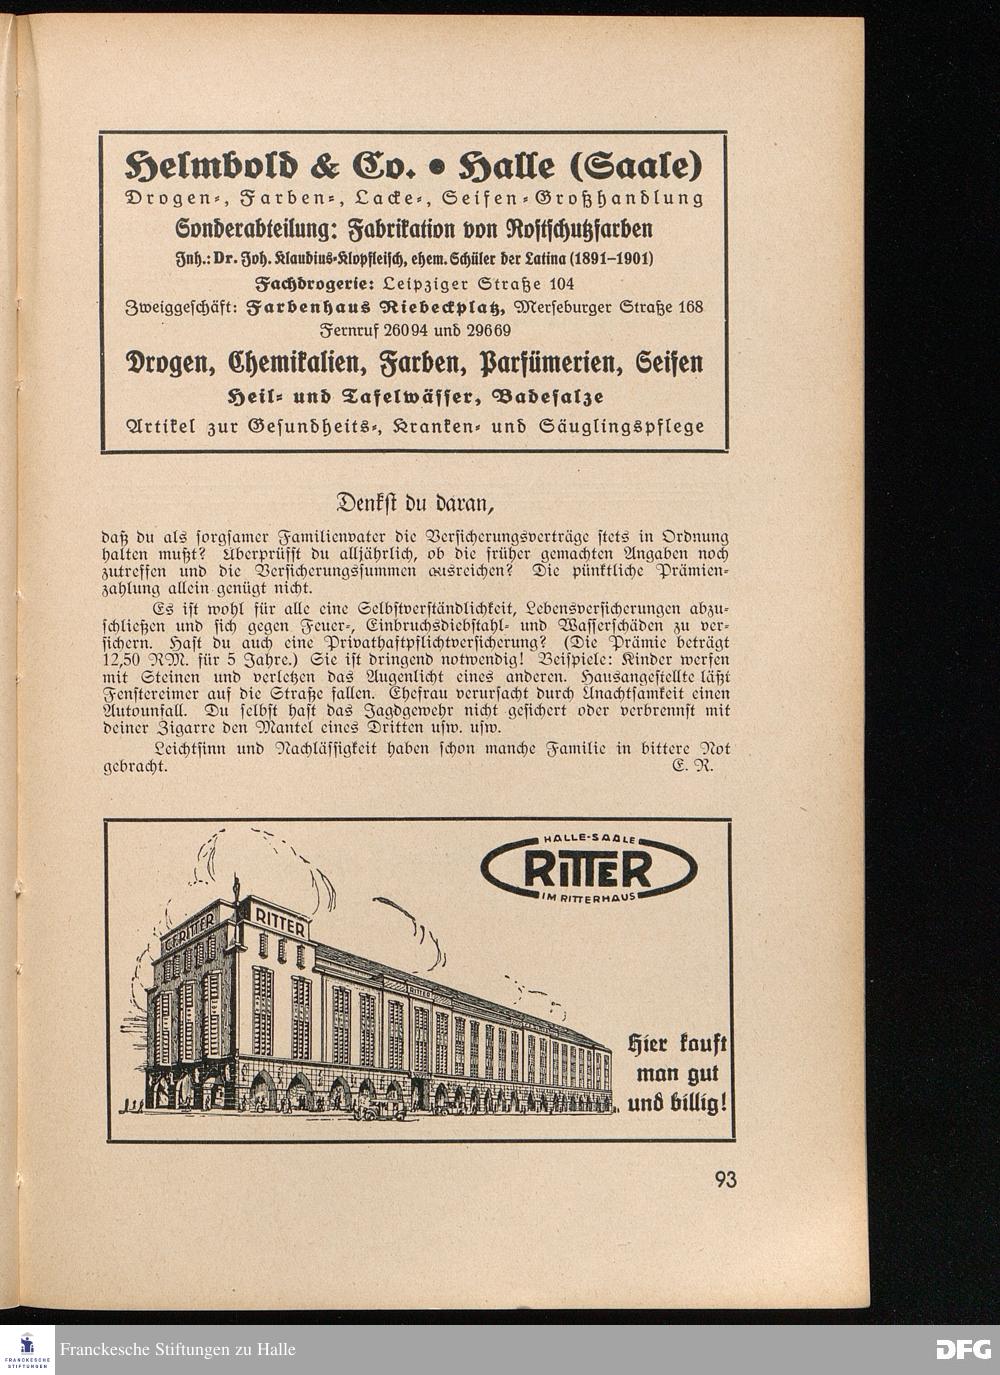 Helmbold & Co. • Halle (Saale)
Drogen-, Farben-, Lacke-, Seifen-Großhandlung
Sonderabteilung: Fabrikation von Rostschutzfarben
Inh.: Dr. Joh. Klaudius-Klopfleisch, ehem. Schüler der Latina (1891–1901)
Fachdrogerie: Leipziger Straße 104
Zweiggeschäft: Farbenhaus Riebeckplatz, Merseburger Straße 168
Fernruf 26094 und 29669
Drogen, Chemikalien, Farben, Parfümerien, Seifen
Heil- und Tafelwässer, Badesalze
Artikel zur Gesundheits-, Kranken- und Säuglingspflege
Denkst du daran,
daß du als sorgsamer Familienvater die Versicherungsverträge stets in Ordnung
halten mußt? Überprüfst du alljährlich, ob die früher gemachten Angaben noch
zutreffen und die Versicherungssummen ausreichen? Die pünktliche Prämien-
zahlung allein genügt nicht.
Es ist wohl für alle eine Selbstverständlichkeit, Lebensversicherungen abzu-
schließen und sich gegen Feuer-, Einbruchsdiebstahl- und Wasserschäden zu ver-
sichern. Hast du auch eine Privathaftpflichtversicherung? (Die Prämie beträgt
12,50 RM. für 5 Jahre.) Sie ist dringend notwendig! Beispiele: Kinder werfen
mit Steinen und verletzen das Augenlicht eines anderen. Hausangestellte läßt
Fenstereimer auf die Straße fallen. Ehefrau verursacht durch Unachtsamkeit einen
Autounfall. Du selbst hast das Jagdgewehr nicht gesichert oder verbrennst mit
deiner Zigarre den Mantel eines Dritten usw. usw.
Leichtsinn und Nachlässigkeit haben schon manche Familie in bittere Not
gebracht. E. R.
HALLE-SAALE
RITTER
IM RITTERHAUS
C.F. RITTER
RITTER
RITTER
Hier kauft
man gut
und billig!
93
FRANCKESCHE
STIFTUNGEN
Franckesche Stiftungen zu Halle
DFG